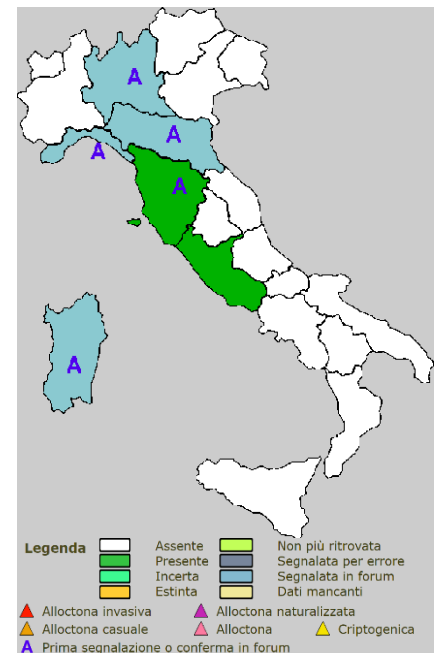 A
A
A
A
A
Legenda
Assente
Non più ritrovata
Presente
Segnalata per errore
Incerta
Segnalata in forum
Estinta
Dati mancanti
Alloctona invasiva
Alloctona naturalizzata
Alloctona casuale
Alloctona
Criptogenica
A Prima segnalazione o conferma in forum